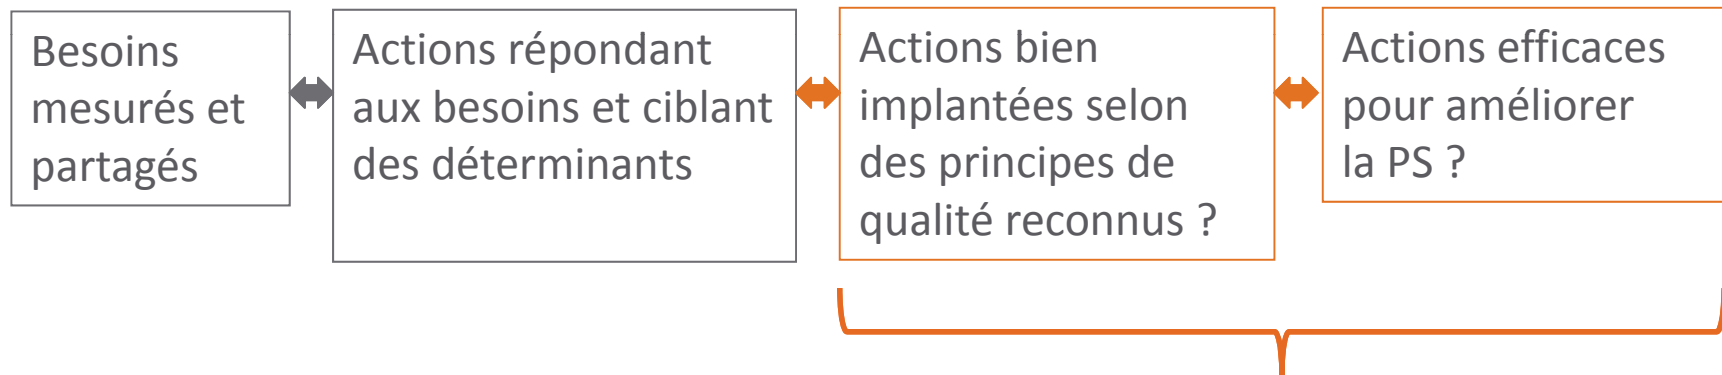 Besoins
mesurés et
partagés
Actions répondant
aux besoins et ciblant
des déterminants
Actions bien
implantées selon
des principes de
qualité reconnus ?
Actions efficaces
pour améliorer
la PS ?